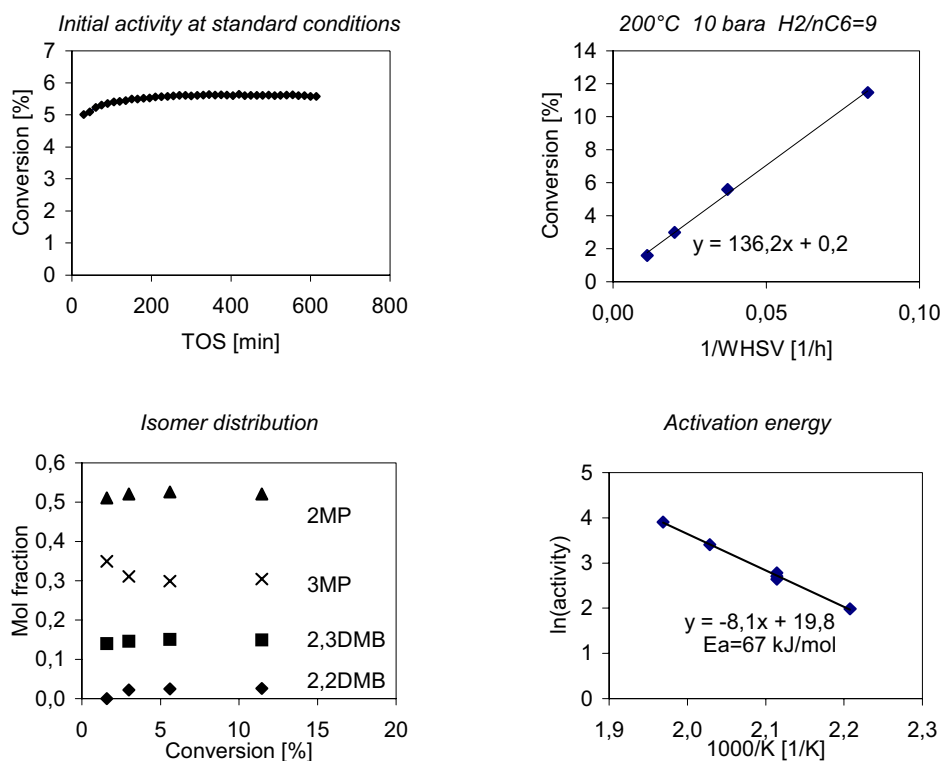 Initial activity at standard conditions
7
6
5
4
3
2
1
0
Conversion [%]
0 200 400 600 800
TOS [min]
200°C 10 bara H2/nC6=9
14
12
10
8
6
4
2
0
Conversion [%]
y = 136,2x + 0,2
0,00 0,05 0,10
1/WHSV [1/h]
Isomer distribution
0,6
0,5
0,4
0,3
0,2
0,1
0,0
Mol fraction
2MP
3MP
2,3DMB
2,2DMB
0 5 10 15 20
Conversion [%]
Activation energy
5
4
3
2
1
0
ln(activity)
y = -8,1x + 19,8
Ea=67 kJ/mol
1,9 2,0 2,1 2,2 2,3
1000/K [1/K]